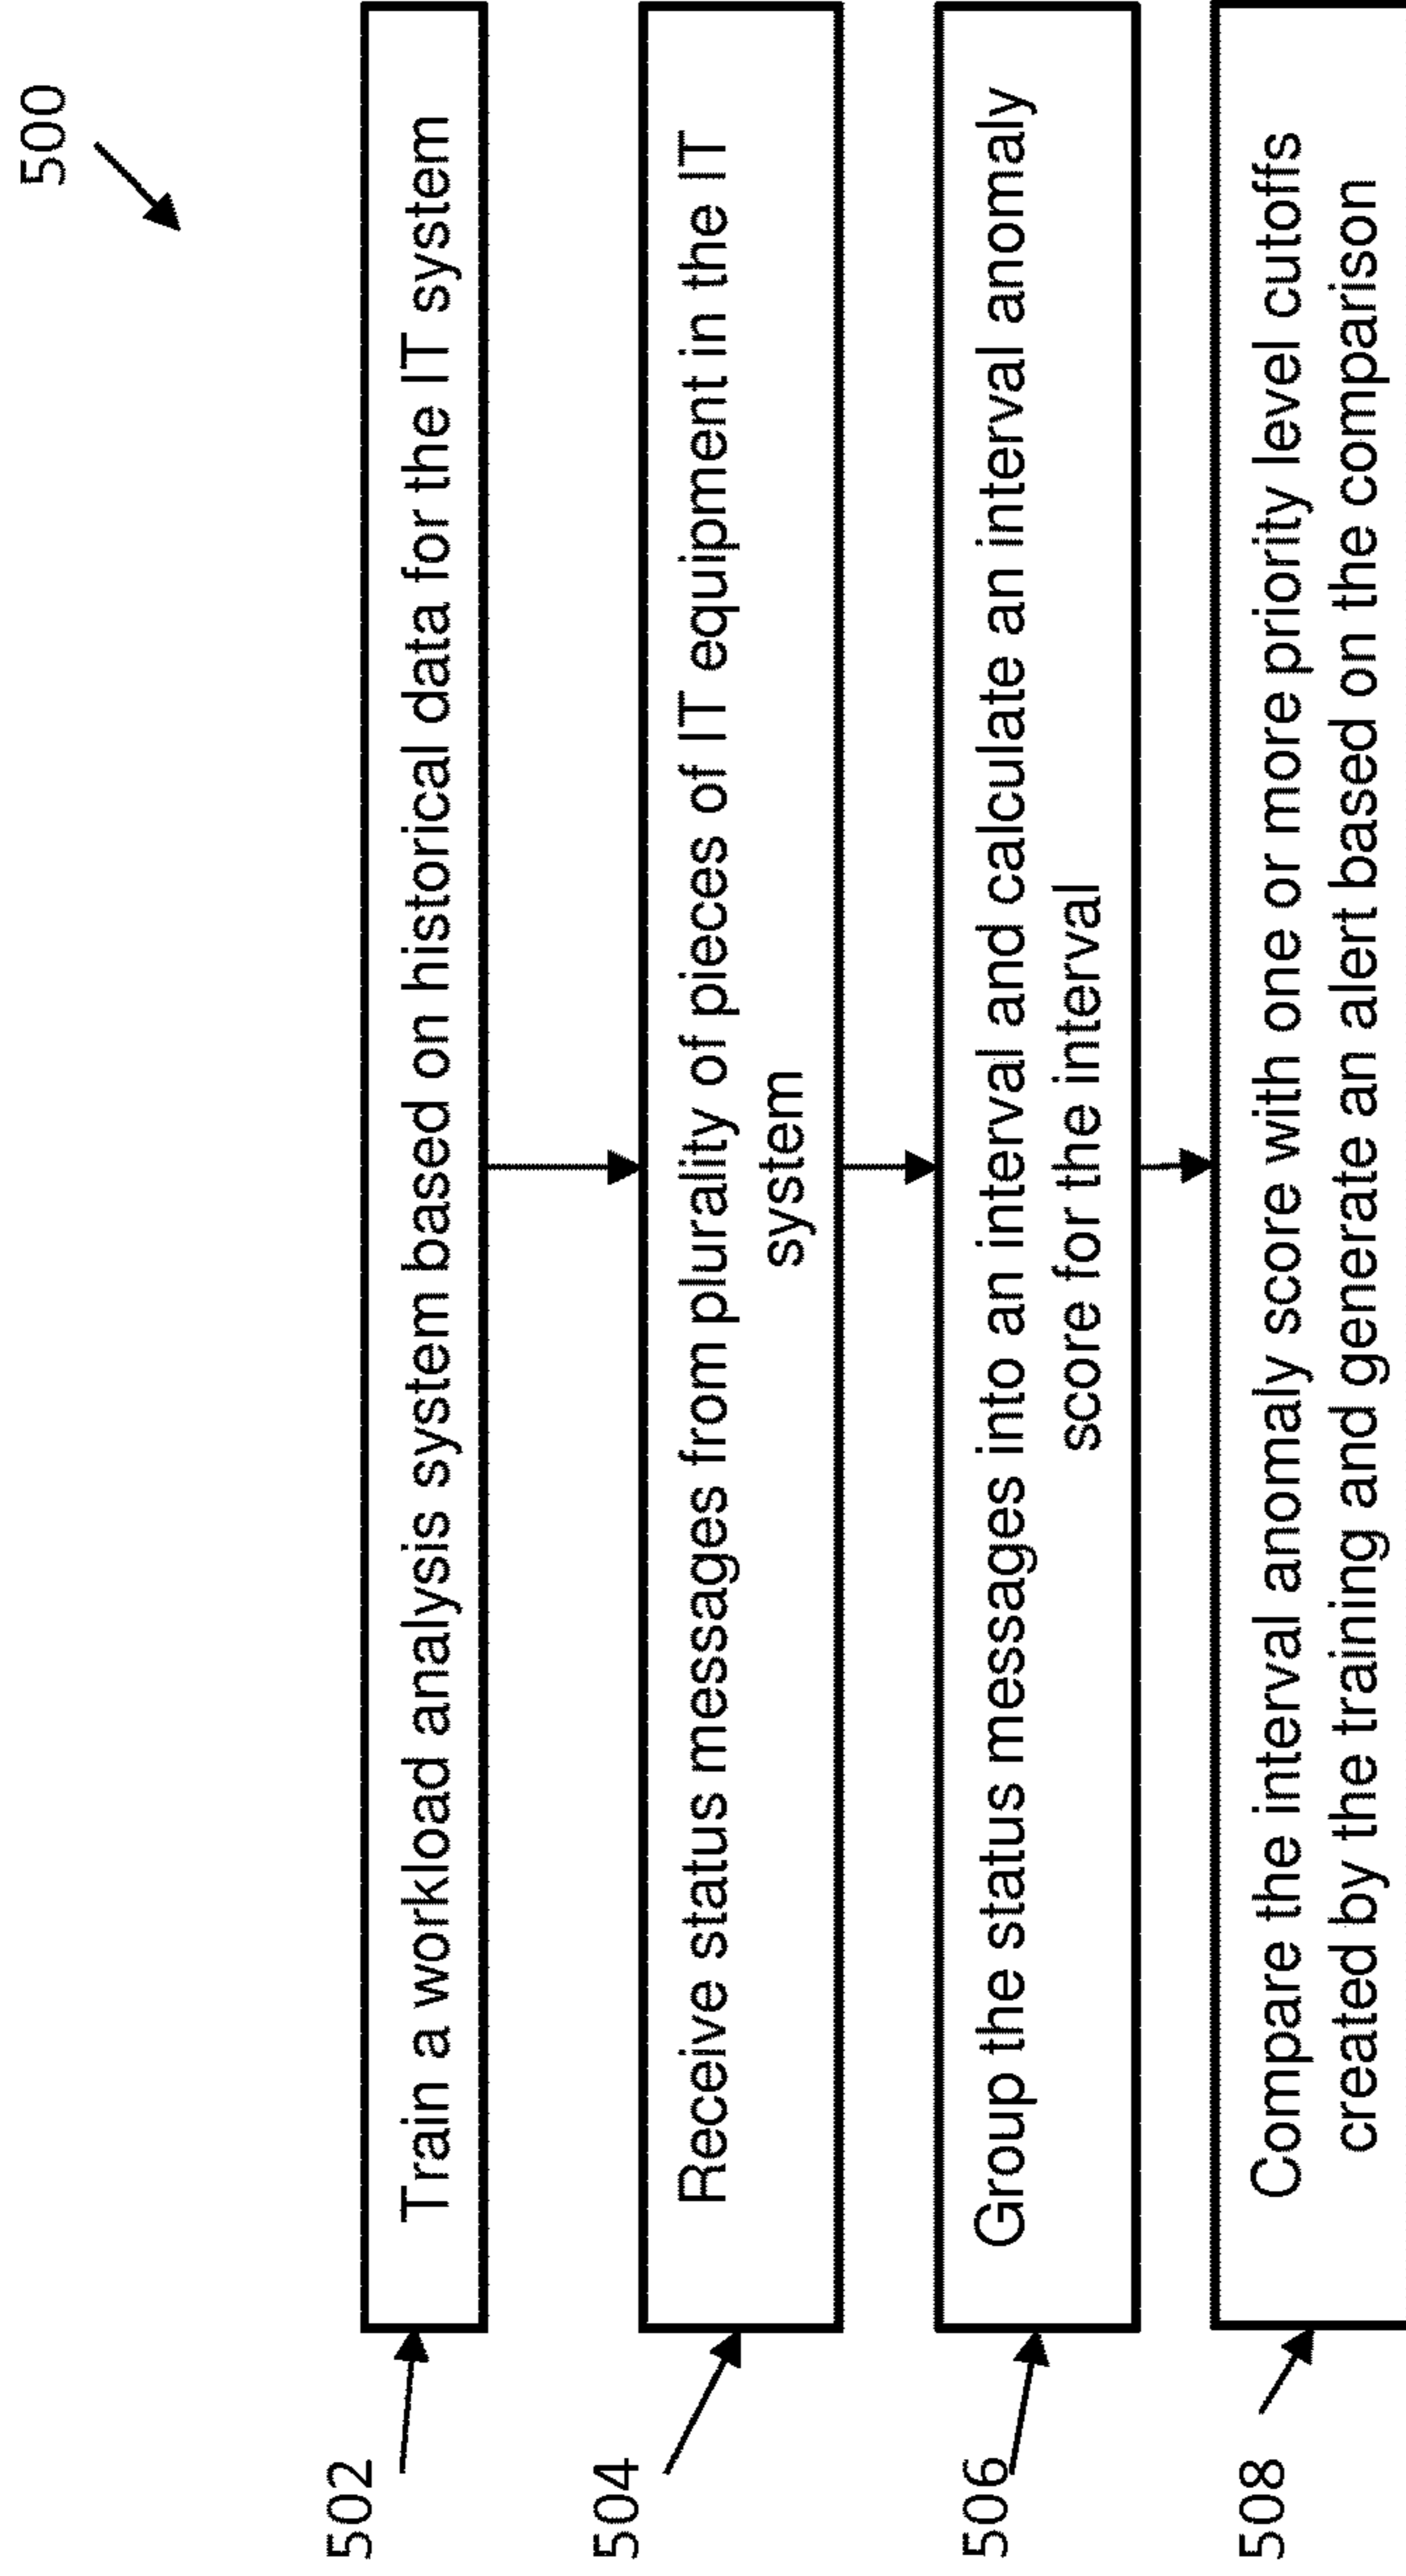 500
502
Train a workload analysis system based on historical data for the IT system
504
Receive status messages from plurality of pieces of IT equipment in the IT
system
506
Group the status messages into an interval and calculate an interval anomaly
score for the interval
508
Compare the interval anomaly score with one or more priority level cutoffs
created by the training and generate an alert based on the comparison